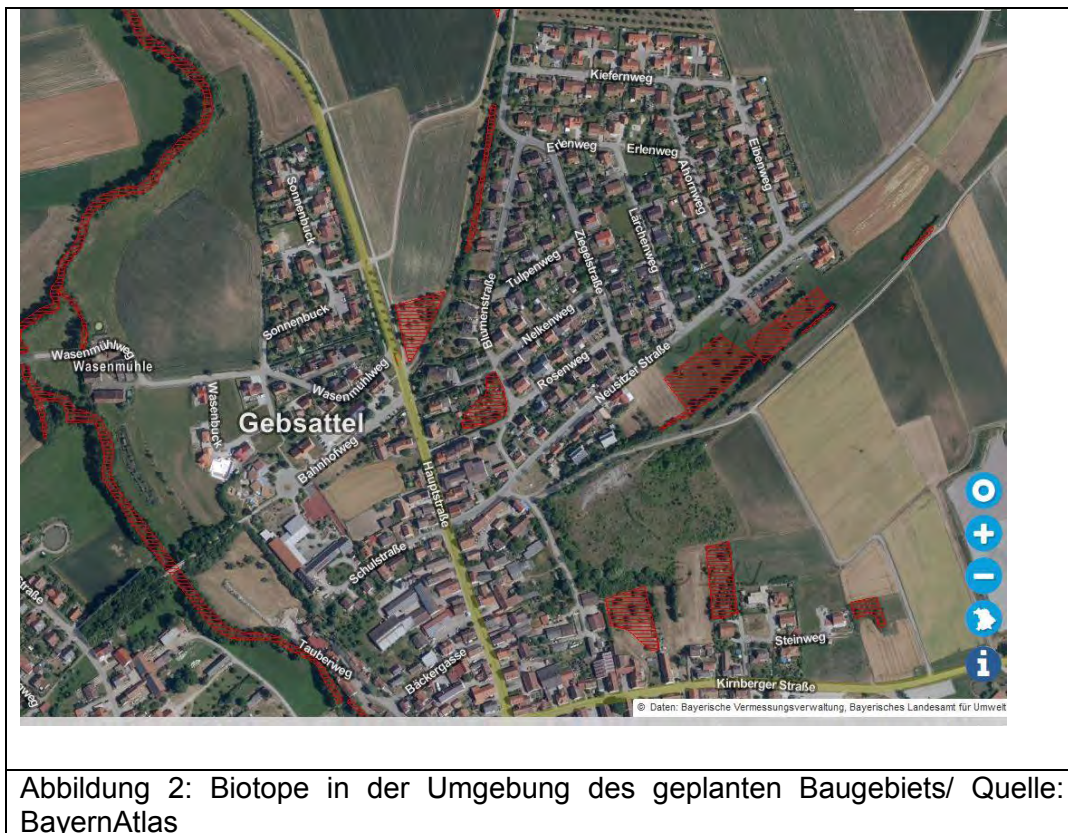 Kiefernweg
Erlenweg
Erlenweg
Ahornweg
Eibenweg
Sonnenbuck
Lärchenweg
Ziegelstraße
Tulpenweg
Blumenstraße
Nelkenweg
Sonnenbuck
Rosenweg
Neusitzer Straße
Wasenmühlweg
Wasenmühle
Wasenmühlweg
Wasenbuck
Gebsattel
Bahnhofweg
Hauptstraße
Schulstraße
Straße
Tauberweg
Bäckergasse
Steinweg
Kirnberger Straße
© Daten: Bayerische Vermessungsverwaltung, Bayerisches Landesamt für Umwelt
Abbildung 2: Biotope in der Umgebung des geplanten Baugebiets/ Quelle:
BayernAtlas